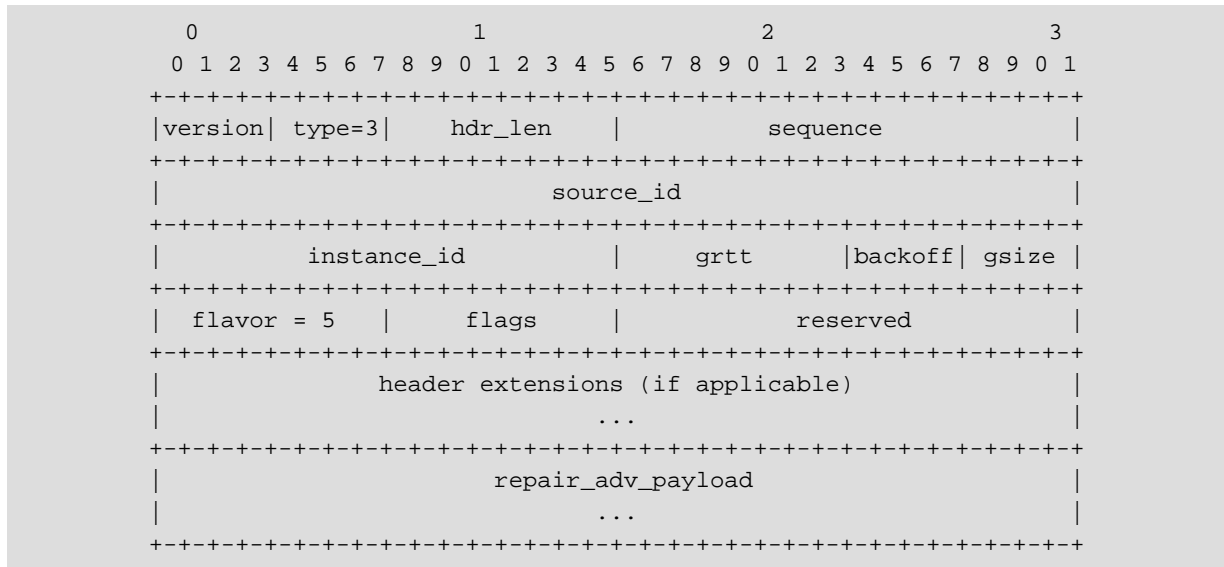 0                   1                   2                   3
0 1 2 3 4 5 6 7 8 9 0 1 2 3 4 5 6 7 8 9 0 1 2 3 4 5 6 7 8 9 0 1
+-+-+-+-+-+-+-+-+-+-+-+-+-+-+-+-+-+-+-+-+-+-+-+-+-+-+-+-+-+-+-+-+
|version| type=3|    hdr_len    |          sequence             |
+-+-+-+-+-+-+-+-+-+-+-+-+-+-+-+-+-+-+-+-+-+-+-+-+-+-+-+-+-+-+-+-+
|                           source_id                           |
+-+-+-+-+-+-+-+-+-+-+-+-+-+-+-+-+-+-+-+-+-+-+-+-+-+-+-+-+-+-+-+-+
|          instance_id          |     grtt      |backoff| gsize |
+-+-+-+-+-+-+-+-+-+-+-+-+-+-+-+-+-+-+-+-+-+-+-+-+-+-+-+-+-+-+-+-+
|  flavor = 5   |     flags     |            reserved           |
+-+-+-+-+-+-+-+-+-+-+-+-+-+-+-+-+-+-+-+-+-+-+-+-+-+-+-+-+-+-+-+-+
|               header extensions (if applicable)               |
|                              ...                              |
+-+-+-+-+-+-+-+-+-+-+-+-+-+-+-+-+-+-+-+-+-+-+-+-+-+-+-+-+-+-+-+-+
|                       repair_adv_payload                      |
|                              ...                              |
+-+-+-+-+-+-+-+-+-+-+-+-+-+-+-+-+-+-+-+-+-+-+-+-+-+-+-+-+-+-+-+-+